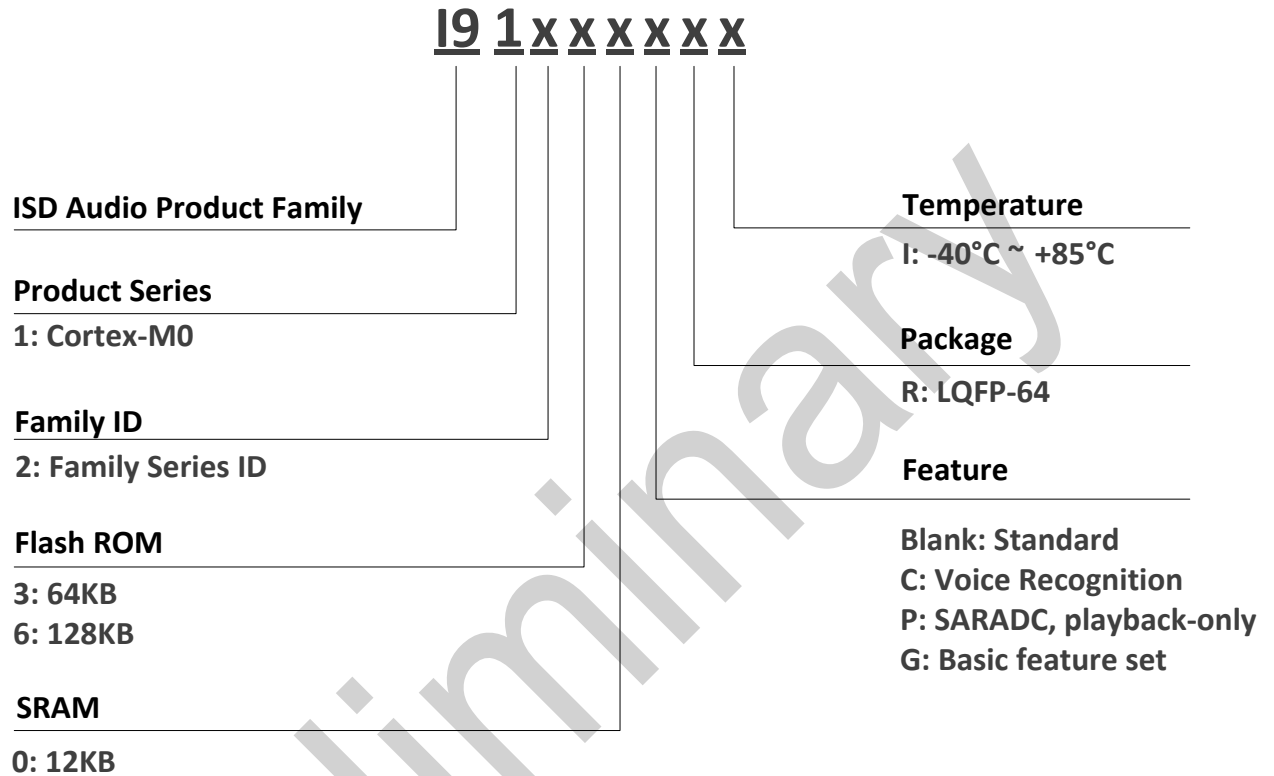 I9 1 x x x x x x
ISD Audio Product Family
Product Series
1: Cortex-M0
Family ID
2: Family Series ID
Flash ROM
3: 64KB
6: 128KB
SRAM
0: 12KB
Temperature
I: -40°C ~ +85°C
Package
R: LQFP-64
Feature
Blank: Standard
C: Voice Recognition
P: SARADC, playback-only
G: Basic feature set
liminary